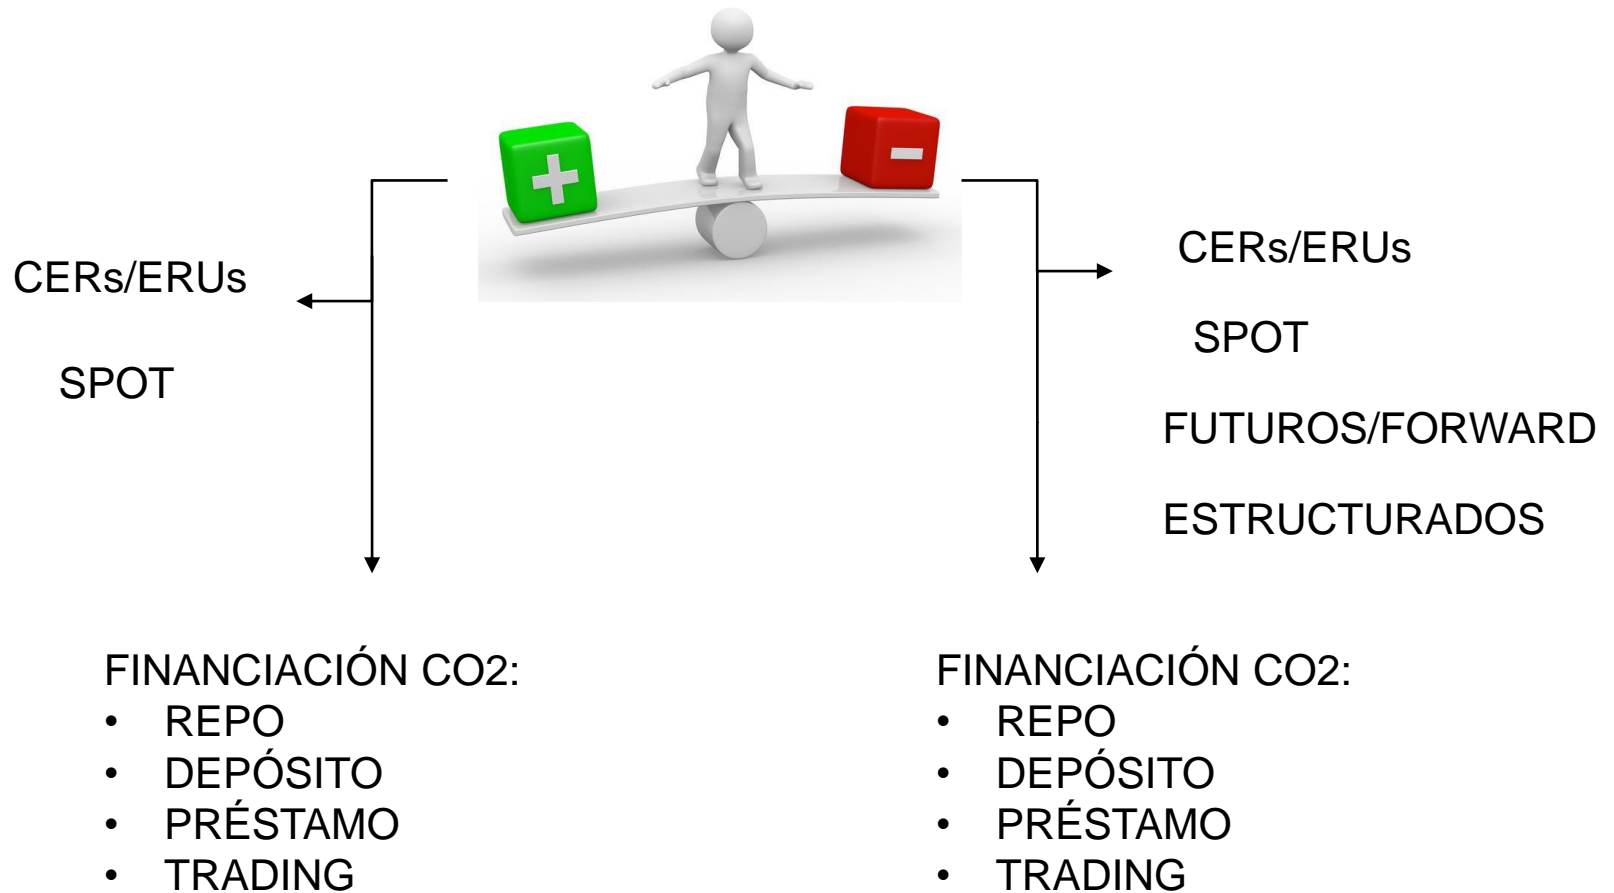 CERs/ERUs
SPOT
CERs/ERUs
SPOT
FUTUROS/FORWARD
ESTRUCTURADOS
FINANCIACIÓN CO2:
• REPO
• DEPÓSITO
• PRÉSTAMO
• TRADING
FINANCIACIÓN CO2:
• REPO
• DEPÓSITO
• PRÉSTAMO
• TRADING